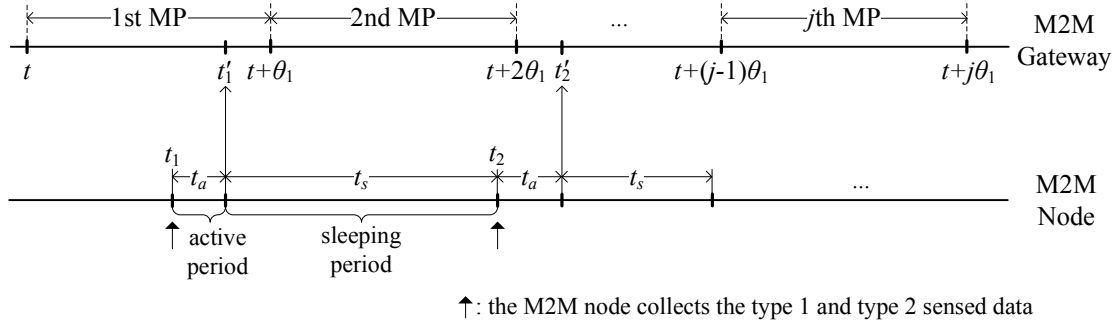 1st MP 2nd MP ... jth MP
M2M
Gateway
t t′₁ t+θ₁ t+2θ₁ t′₂ t+(j-1)θ₁ t+jθ₁
t₁ t₂
tₐ tₛ tₐ tₛ
...
M2M
Node
active
period
sleeping
period
↑: the M2M node collects the type 1 and type 2 sensed data